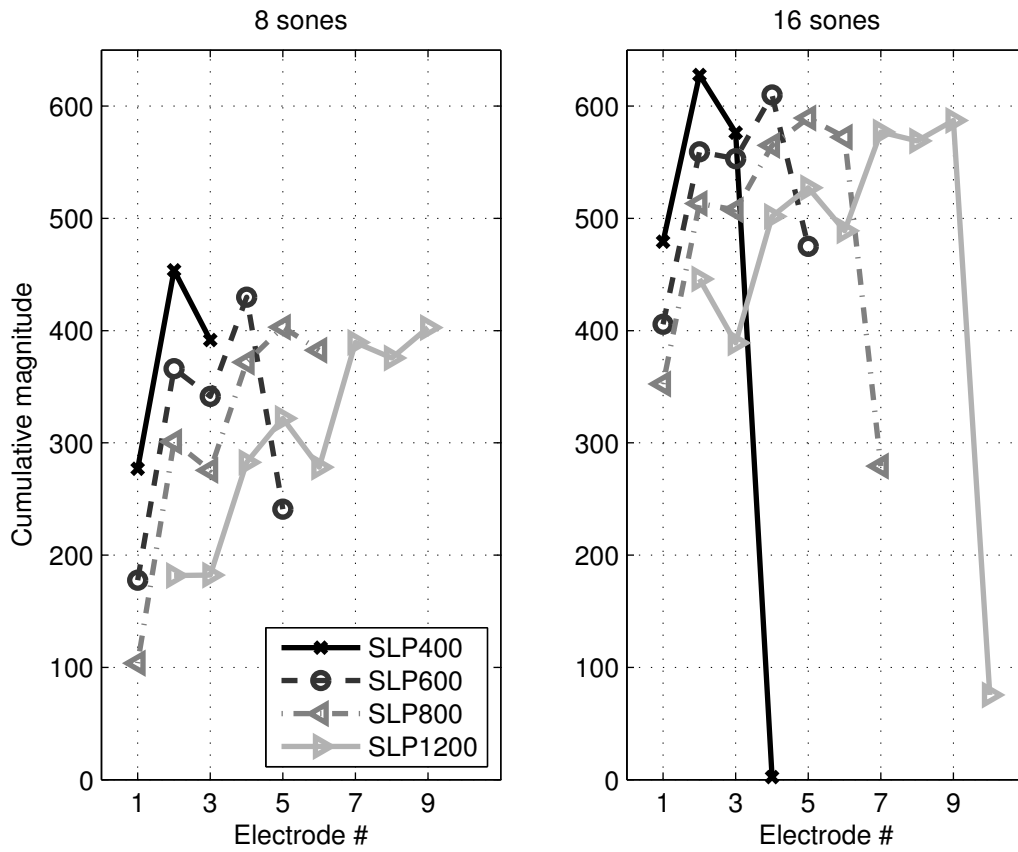 8 sones
16 sones
Cumulative magnitude
600
500
400
300
200
100
0
1 3 5 7 9
Electrode #
SLP400
SLP600
SLP800
SLP1200
600
500
400
300
200
100
0
1 3 5 7 9
Electrode #